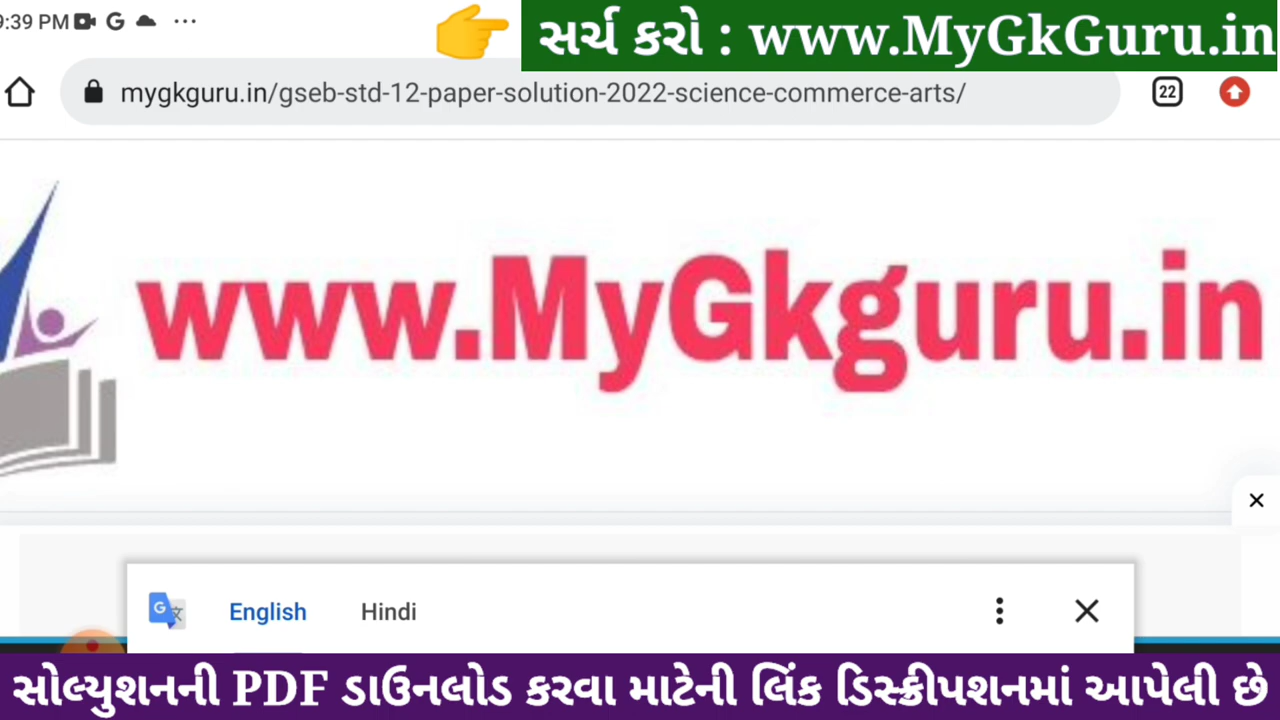 9:39 PM
સર્ચ કરો : www.MyGkGuru.in
mygkguru.in/gseb-std-12-paper-solution-2022-science-commerce-arts/
22
www.MyGkguru.in
English Hindi
સોલ્યુશનની PDF ડાઉનલોડ કરવા માટેની લિંક ડિસ્ક્રીપશનમાં આપેલી છે